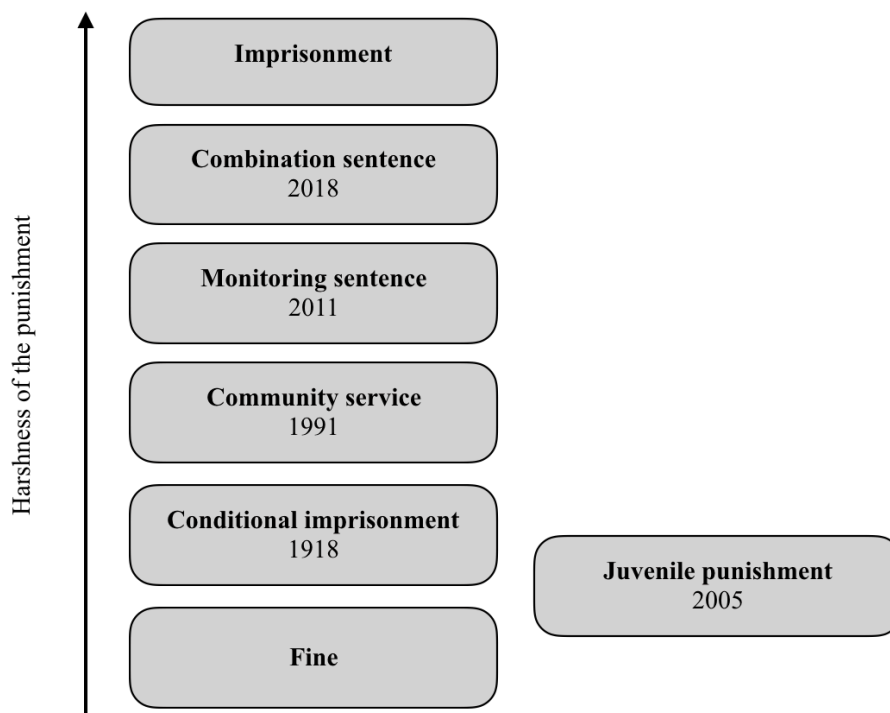 Harshness of the punishment
Imprisonment
Combination sentence
2018
Monitoring sentence
2011
Community service
1991
Conditional imprisonment
1918
Juvenile punishment
2005
Fine